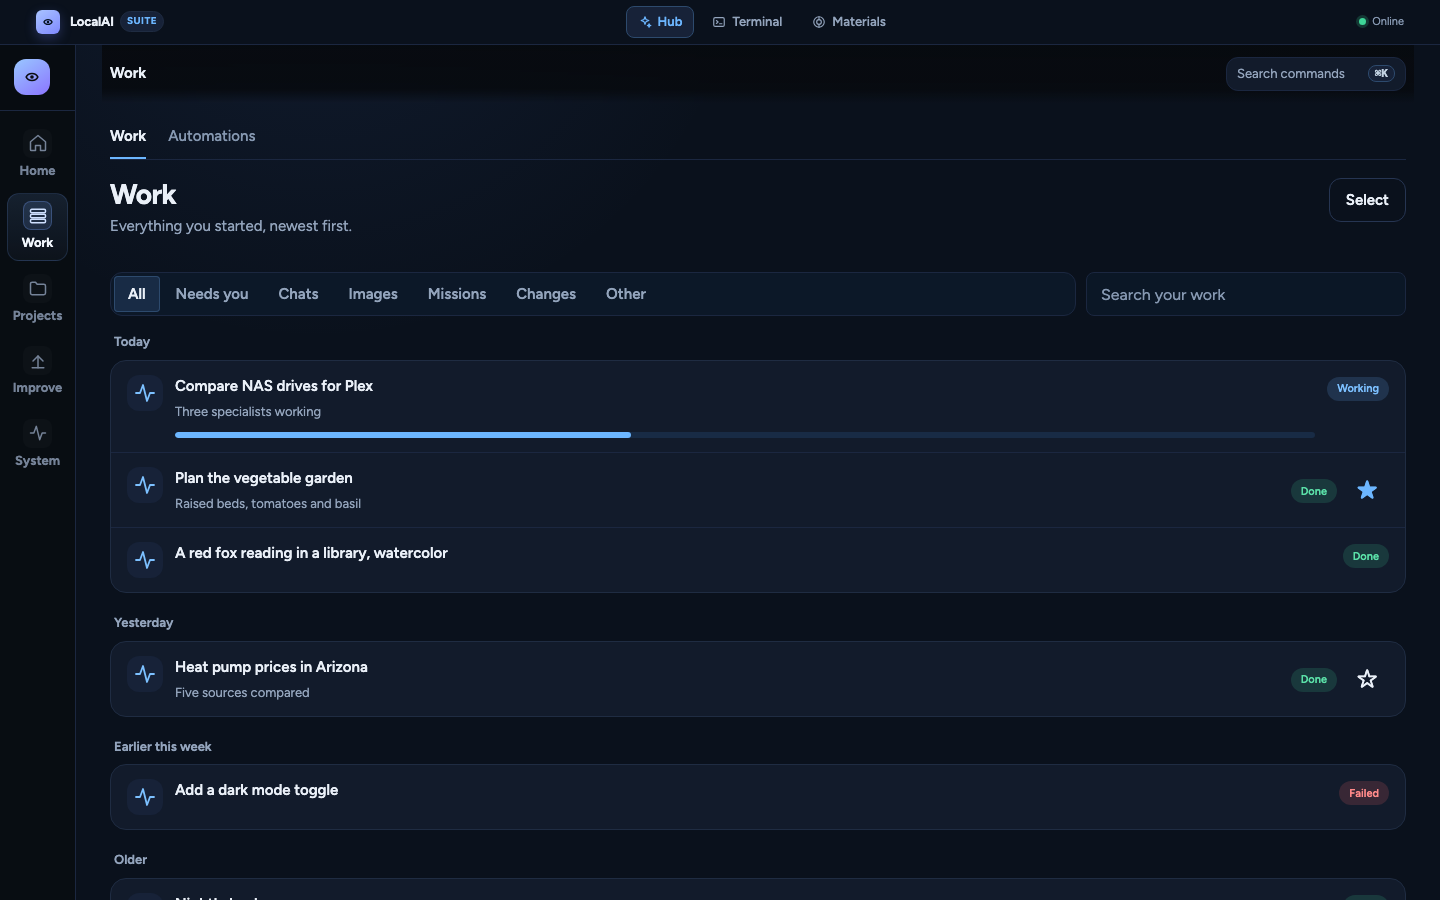 LocalAI SUITE
Hub
Terminal
Materials
Online
Work
Search commands ⌘K
Home
Work
Projects
Improve
System
Work
Automations
Work
Everything you started, newest first.
Select
All
Needs you
Chats
Images
Missions
Changes
Other
Search your work
Today
Compare NAS drives for Plex
Working
Three specialists working
Plan the vegetable garden
Raised beds, tomatoes and basil
Done
A red fox reading in a library, watercolor
Done
Yesterday
Heat pump prices in Arizona
Five sources compared
Done
Earlier this week
Add a dark mode toggle
Failed
Older